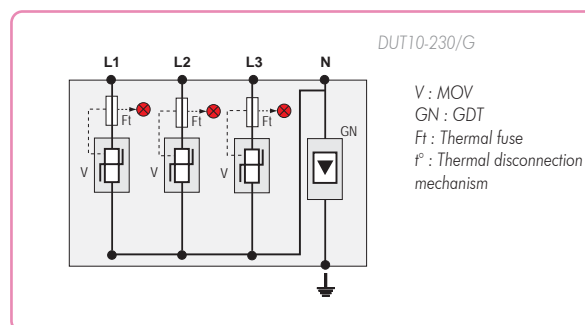 DUT10-230/G
L1 L2 L3 N
V : MOV
GN : GDT
Ft : Thermal fuse
t° : Thermal disconnection
mechanism
Ft Ft Ft
GN
V V V